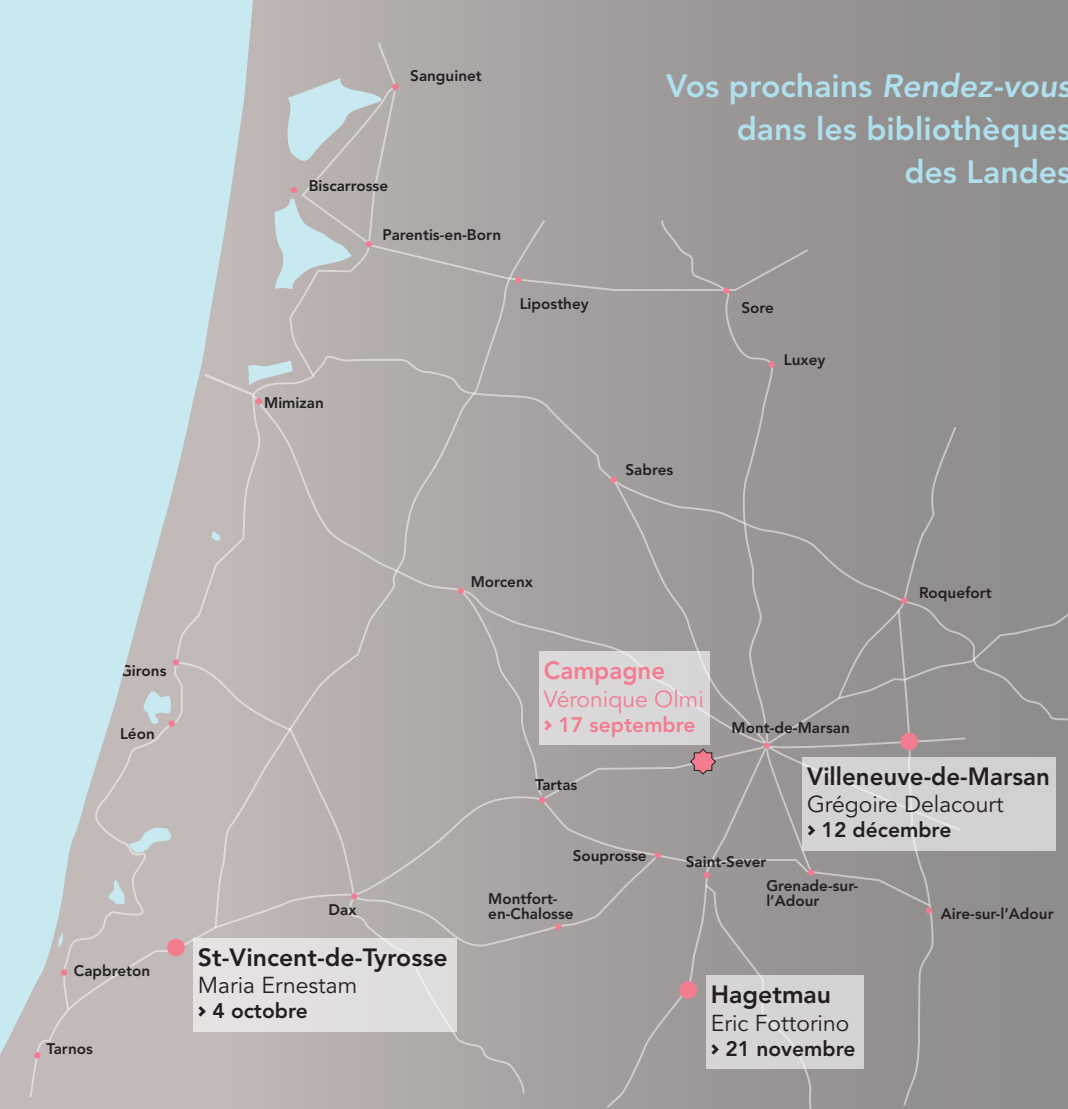 Vos prochains Rendez-vous
dans les bibliothèques
des Landes
Sanguinet
Biscarrosse
Parentis-en-Born
Liposthey
Sore
Luxey
Mimizan
Sabres
Morcenx
Roquefort
Girons
Léon
Campagne
Véronique Olmi
› 17 septembre
Mont-de-Marsan
Villeneuve-de-Marsan
Grégoire Delacourt
› 12 décembre
Tartas
Souprosse
Saint-Sever
Grenade-sur-
l'Adour
Aire-sur-l'Adour
Montfort-
en-Chalosse
Dax
St-Vincent-de-Tyrosse
Maria Ernestam
› 4 octobre
Capbreton
Hagetmau
Eric Fottorino
› 21 novembre
Tarnos